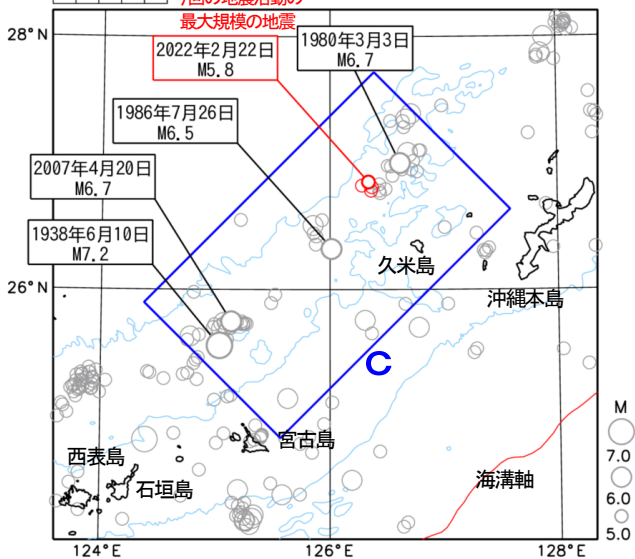 今回の地震活動の
最大規模の地震
28°N
1980年3月3日
M6.7
2022年2月22日
M5.8
1986年7月26日
M6.5
2007年4月20日
M6.7
1938年6月10日
M7.2
久米島
26°N
沖縄本島
C
M
7.0
6.0
5.0
宮古島
西表島
石垣島
海溝軸
124°E
126°E
128°E